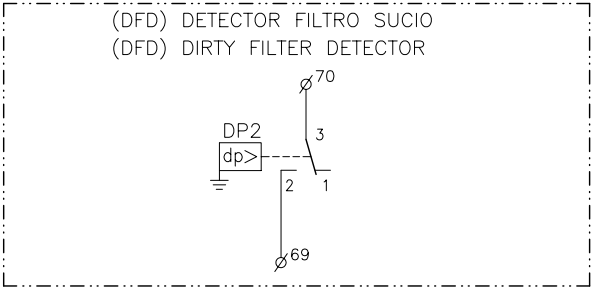 (DFD) DETECTOR FILTRO SUCIO
(DFD) DIRTY FILTER DETECTOR
70
DP2
3
dp>
2
1
69